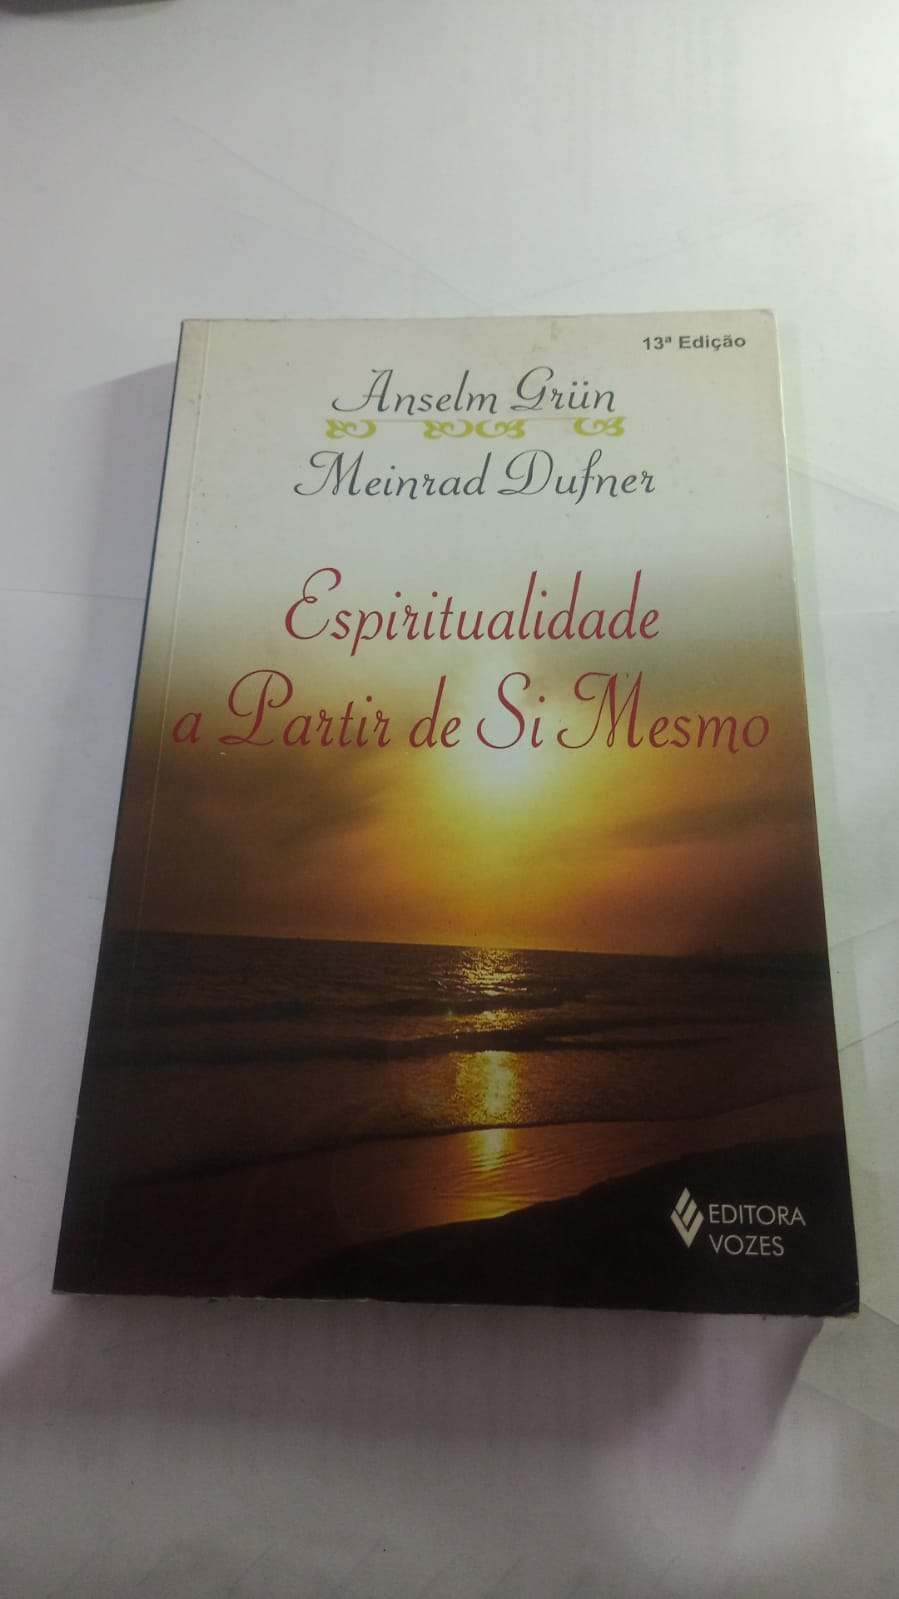 13ª Edição
Anselm Grün
Meinrad Dufner
Espiritualidade
a Partir de Si Mesmo
EDITORA
VOZES